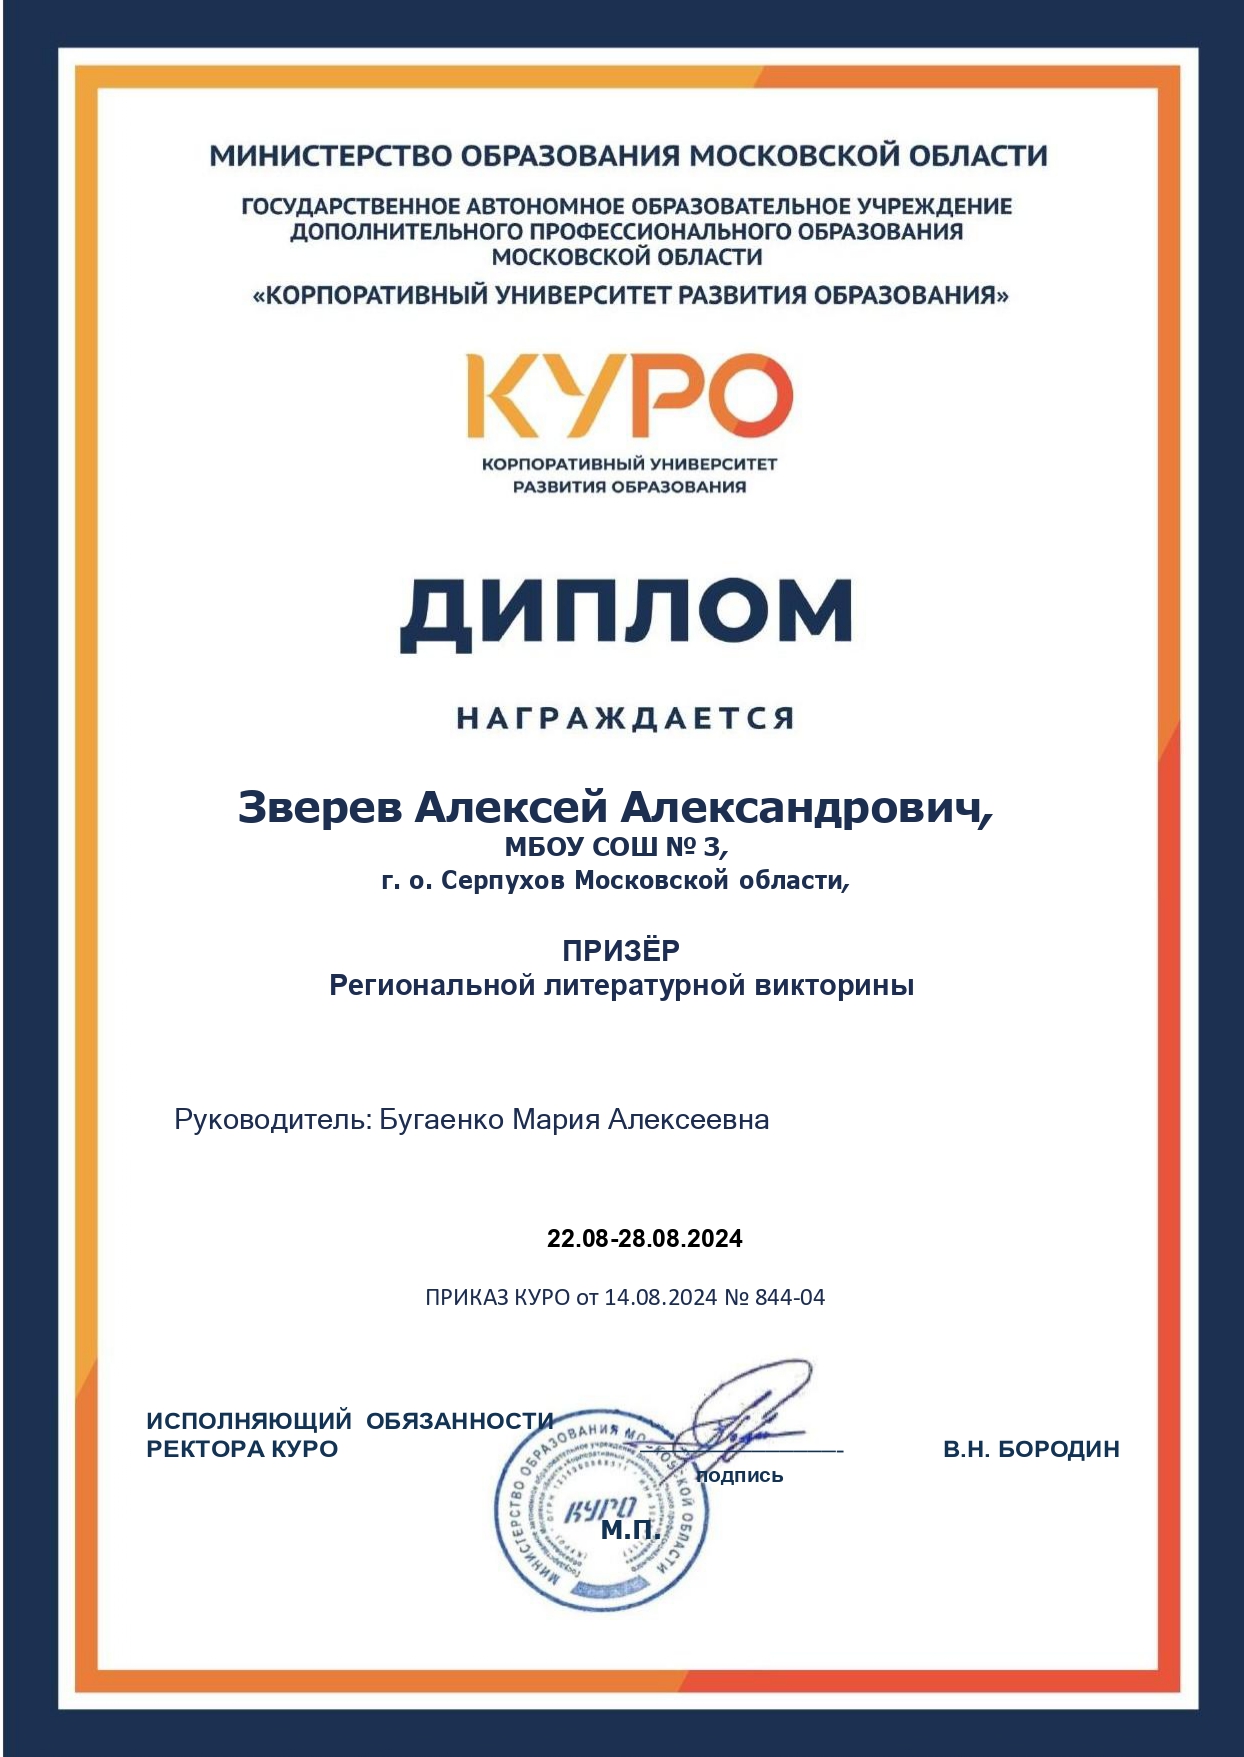 МИНИСТЕРСТВО ОБРАЗОВАНИЯ МОСКОВСКОЙ ОБЛАСТИ
ГОСУДАРСТВЕННОЕ АВТОНОМНОЕ ОБРАЗОВАТЕЛЬНОЕ УЧРЕЖДЕНИЕ
ДОПОЛНИТЕЛЬНОГО ПРОФЕССИОНАЛЬНОГО ОБРАЗОВАНИЯ
МОСКОВСКОЙ ОБЛАСТИ
«КОРПОРАТИВНЫЙ УНИВЕРСИТЕТ РАЗВИТИЯ ОБРАЗОВАНИЯ»
КУРО
КОРПОРАТИВНЫЙ УНИВЕРСИТЕТ
РАЗВИТИЯ ОБРАЗОВАНИЯ
ДИПЛОМ
НАГРАЖДАЕТСЯ
Зверев Алексей Александрович,
МБОУ СОШ № 3,
г. о. Серпухов Московской области,
ПРИЗЁР
Региональной литературной викторины
Руководитель: Бугаенко Мария Алексеевна
22.08-28.08.2024
ПРИКАЗ КУРО от 14.08.2024 № 844-04
ИСПОЛНЯЮЩИЙ ОБЯЗАННОСТИ
РЕКТОРА КУРО
В.Н. БОРОДИН
подпись
МИНИСТЕРСТВО ОБРАЗОВАНИЯ МОСКОВСКОЙ ОБЛАСТИ
КУРО
М.П.